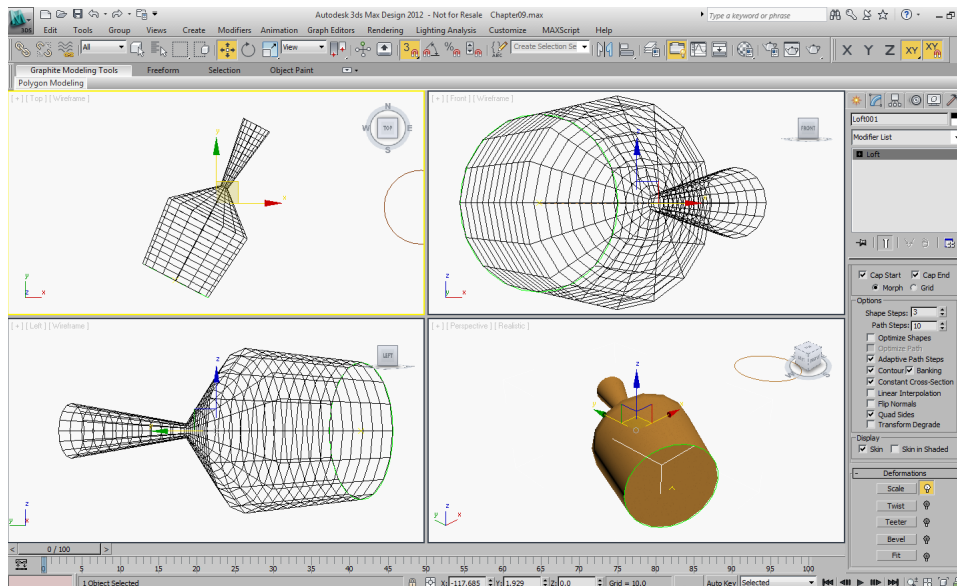 Autodesk 3ds Max Design 2012 - Not for Resale Chapter09.max
Type a keyword or phrase
3DS
Edit Tools Group Views Create Modifiers Animation Graph Editors Rendering Lighting Analysis Customize MAXScript Help
All View 3 Create Selection Se X Y Z XY XY
Graphite Modeling Tools Freeform Selection Object Paint
Polygon Modeling
[ + ] [ Top ] [ Wireframe ]
[ + ] [ Front ] [ Wireframe ]
N
W TOP E
S
FRONT
y
x
z
y
z x
z
y x
Loft001
Modifier List
Loft
Cap Start Cap End
Morph Grid
Options
Shape Steps: 3
Path Steps: 10
Optimize Shapes
Optimize Path
Adaptive Path Steps
Contour Banking
Constant Cross-Section
Linear Interpolation
Flip Normals
Quad Sides
Transform Degrade
Display
Skin Skin in Shaded
- Deformations
Scale
Twist
Teeter
Bevel
Fit
[ + ] [ Left ] [ Wireframe ]
[ + ] [ Perspective ] [ Realistic ]
LEFT
z
z
y x
z
y x
< 0 / 100 >
0 5 10 15 20 25 30 35 40 45 50 55 60 65 70 75 80 85 90 95 100
1 Object Selected X: -117.685 Y: 1.929 Z: 0.0 Grid = 10.0 Auto Key Selected